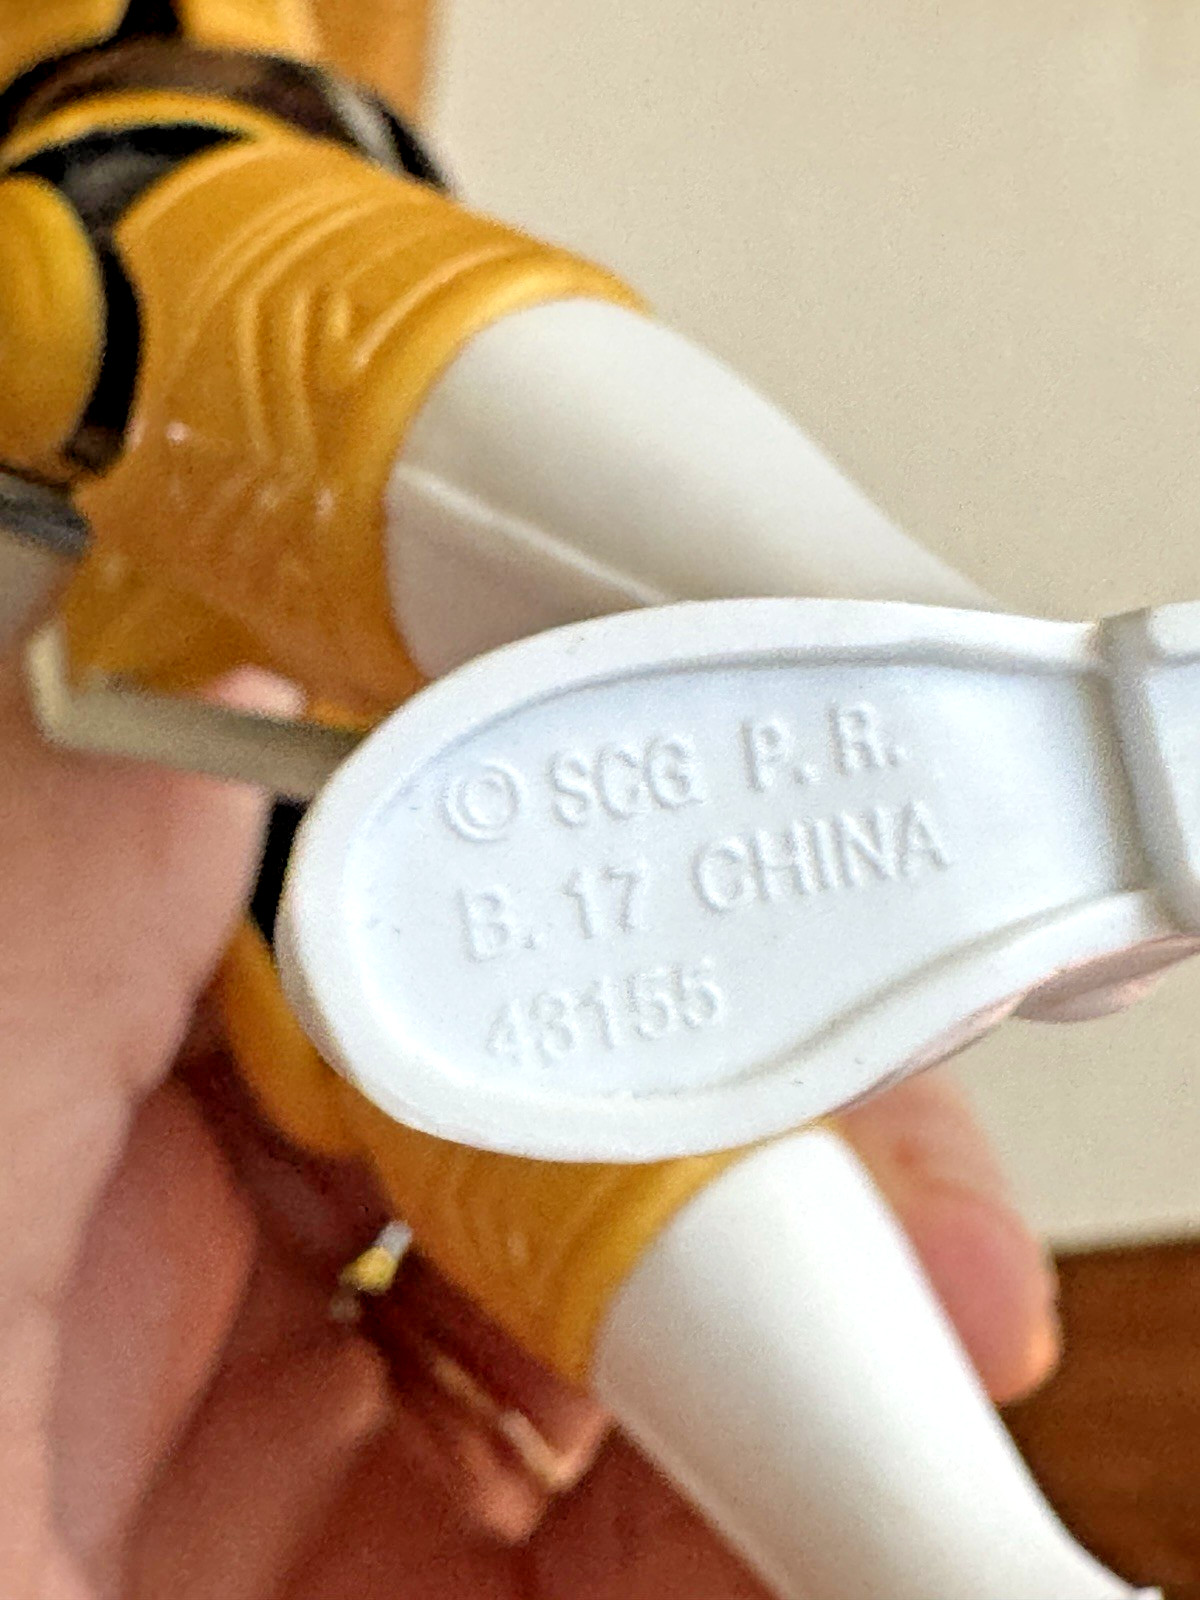 © SCG P. R.
B. 17 CHINA
43155